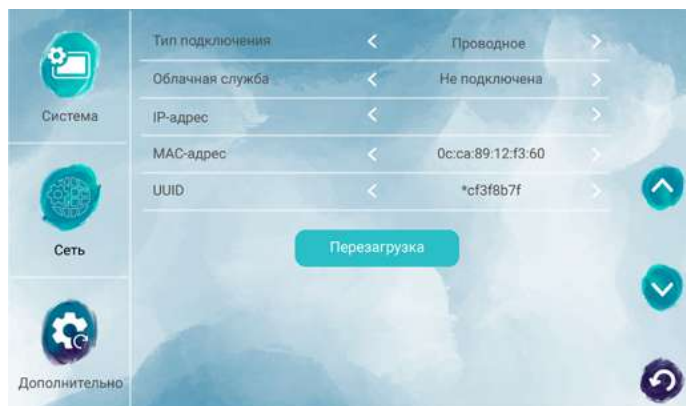 Тип подключения Проводное
Облачная служба Не подключена
Система
IP-адрес
MAC-адрес 0c:ca:89:12:f3:60
UUID *cf3f8b7f
Перезагрузка
Сеть
Дополнительно